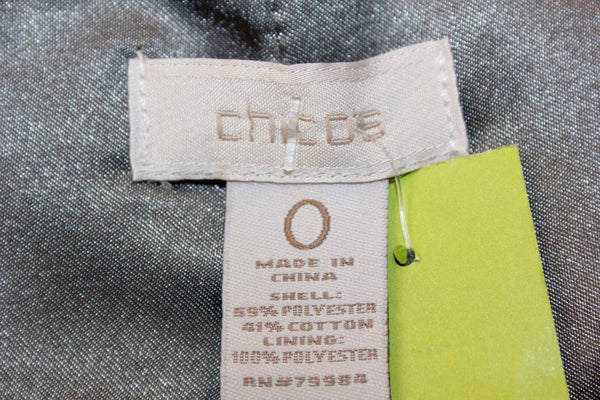 chico's
0
MADE IN
CHINA
SHELL:
59% POLYESTER
41% COTTON
LINING:
100% POLYESTER
RN#79984